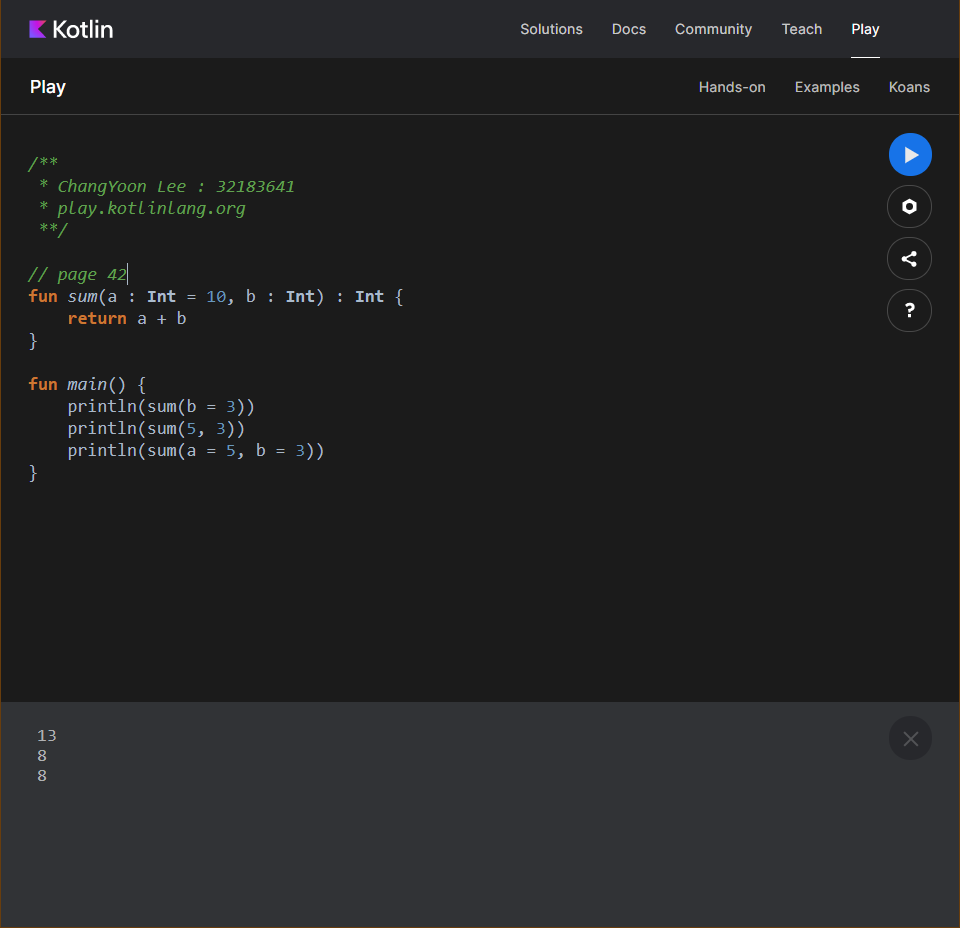 Kotlin Solutions Docs Community Teach Play
Play Hands-on Examples Koans
/**
 * ChangYoon Lee : 32183641
 * play.kotlinlang.org
 **/
// page 42
fun sum(a : Int = 10, b : Int) : Int {
    return a + b
}
fun main() {
    println(sum(b = 3))
    println(sum(5, 3))
    println(sum(a = 5, b = 3))
}
?
13
8
8